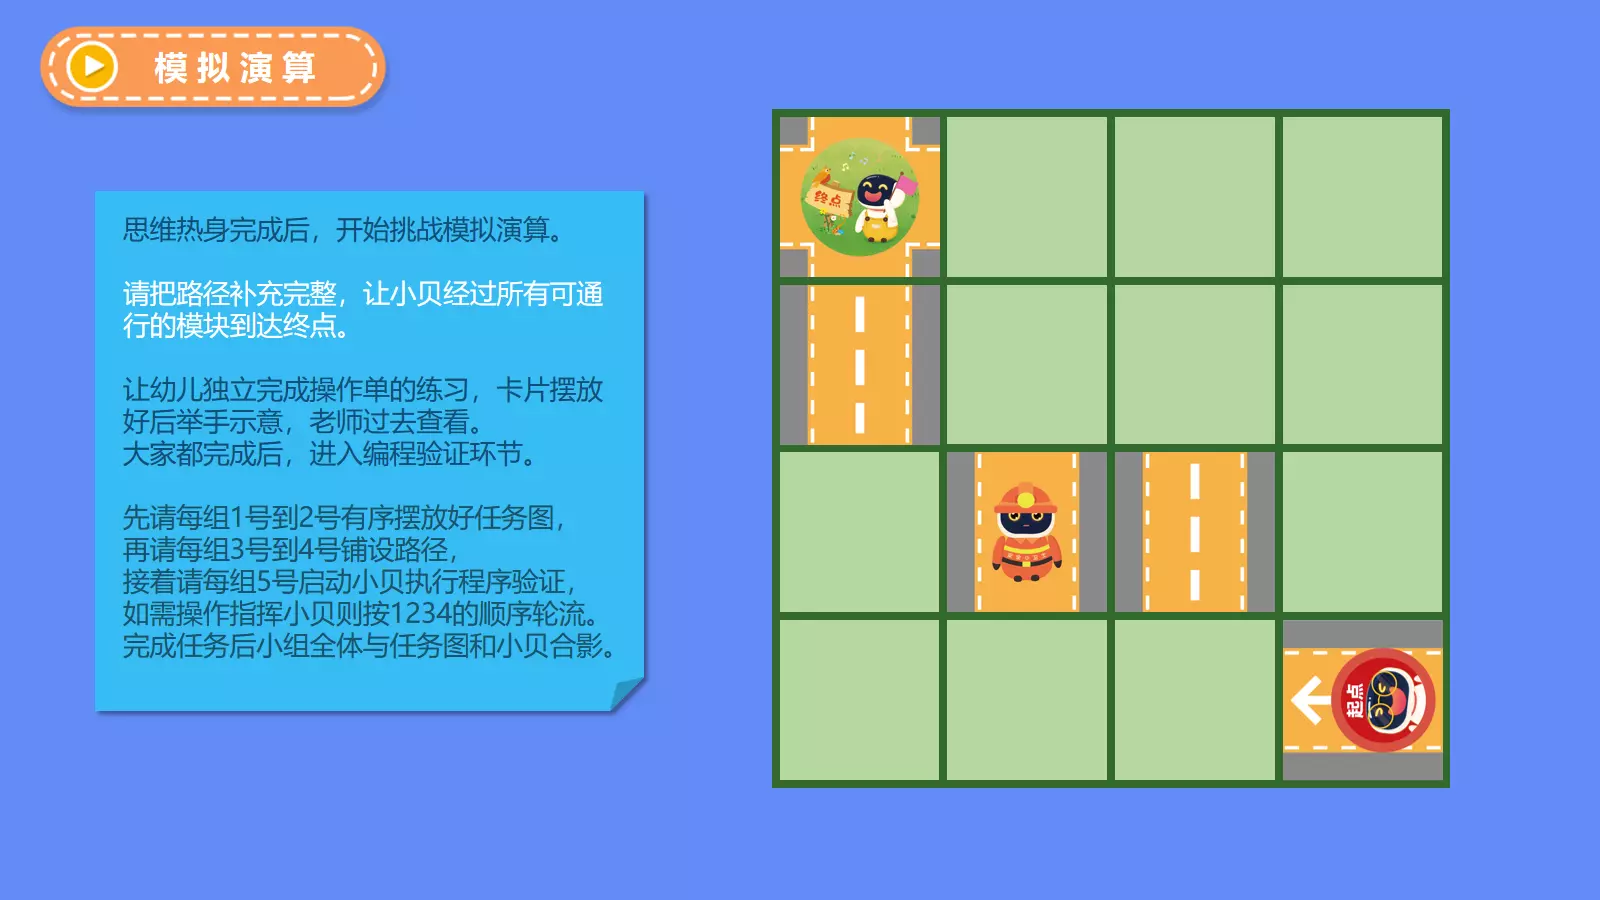 模拟演算
思维热身完成后，开始挑战模拟演算。
请把路径补充完整，让小贝经过所有可通
行的模块到达终点。
让幼儿独立完成操作单的练习，卡片摆放
好后举手示意，老师过去查看。
大家都完成后，进入编程验证环节。
先请每组1号到2号有序摆放好任务图，
再请每组3号到4号铺设路径，
接着请每组5号启动小贝执行程序验证，
如需操作指挥小贝则按1234的顺序轮流。
完成任务后小组全体与任务图和小贝合影。
终点
起点